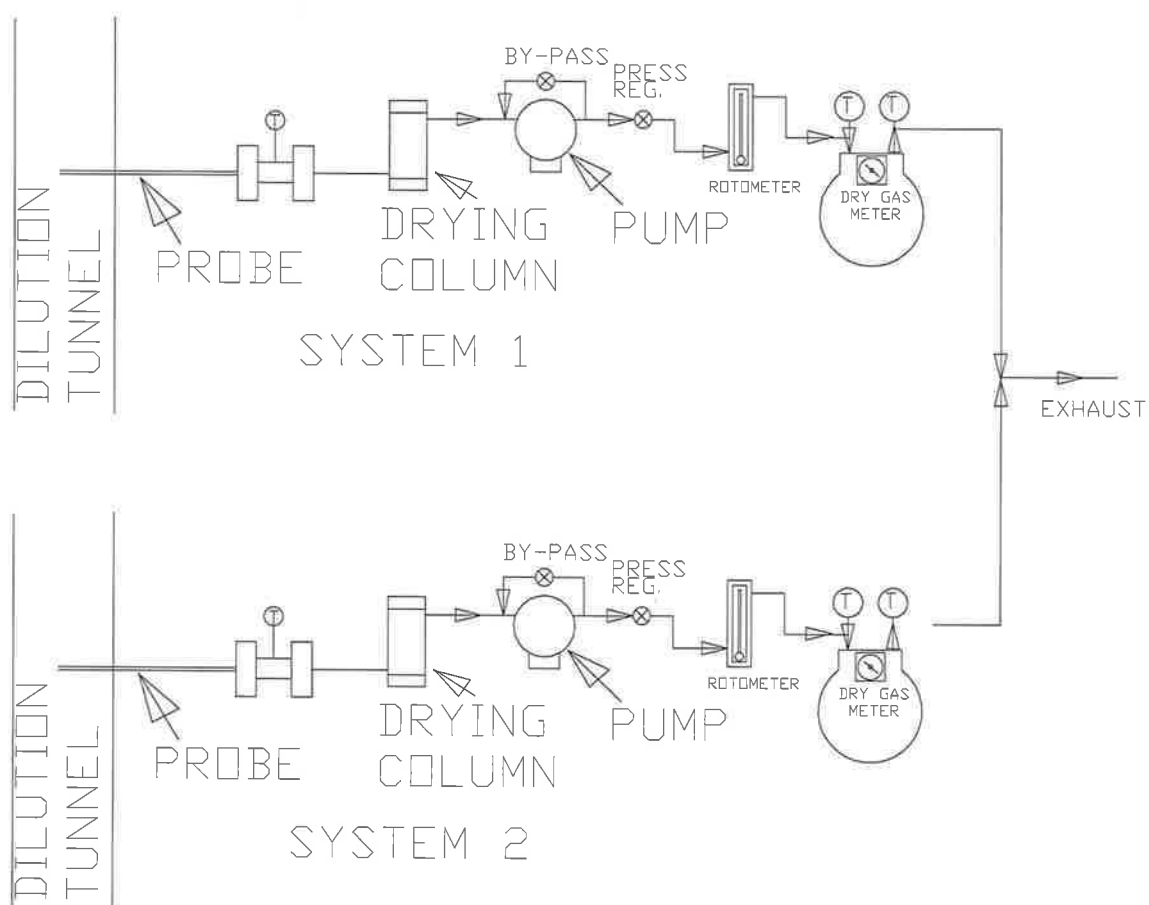 BY-PASS
PRESS
REG.
T
T
T
DILUTION
TUNNEL
PROBE
DRYING
COLUMN
PUMP
ROTOMETER
DRY GAS
METER
SYSTEM 1
EXHAUST
BY-PASS
PRESS
REG.
T
T
T
DILUTION
TUNNEL
PROBE
DRYING
COLUMN
PUMP
ROTOMETER
DRY GAS
METER
SYSTEM 2